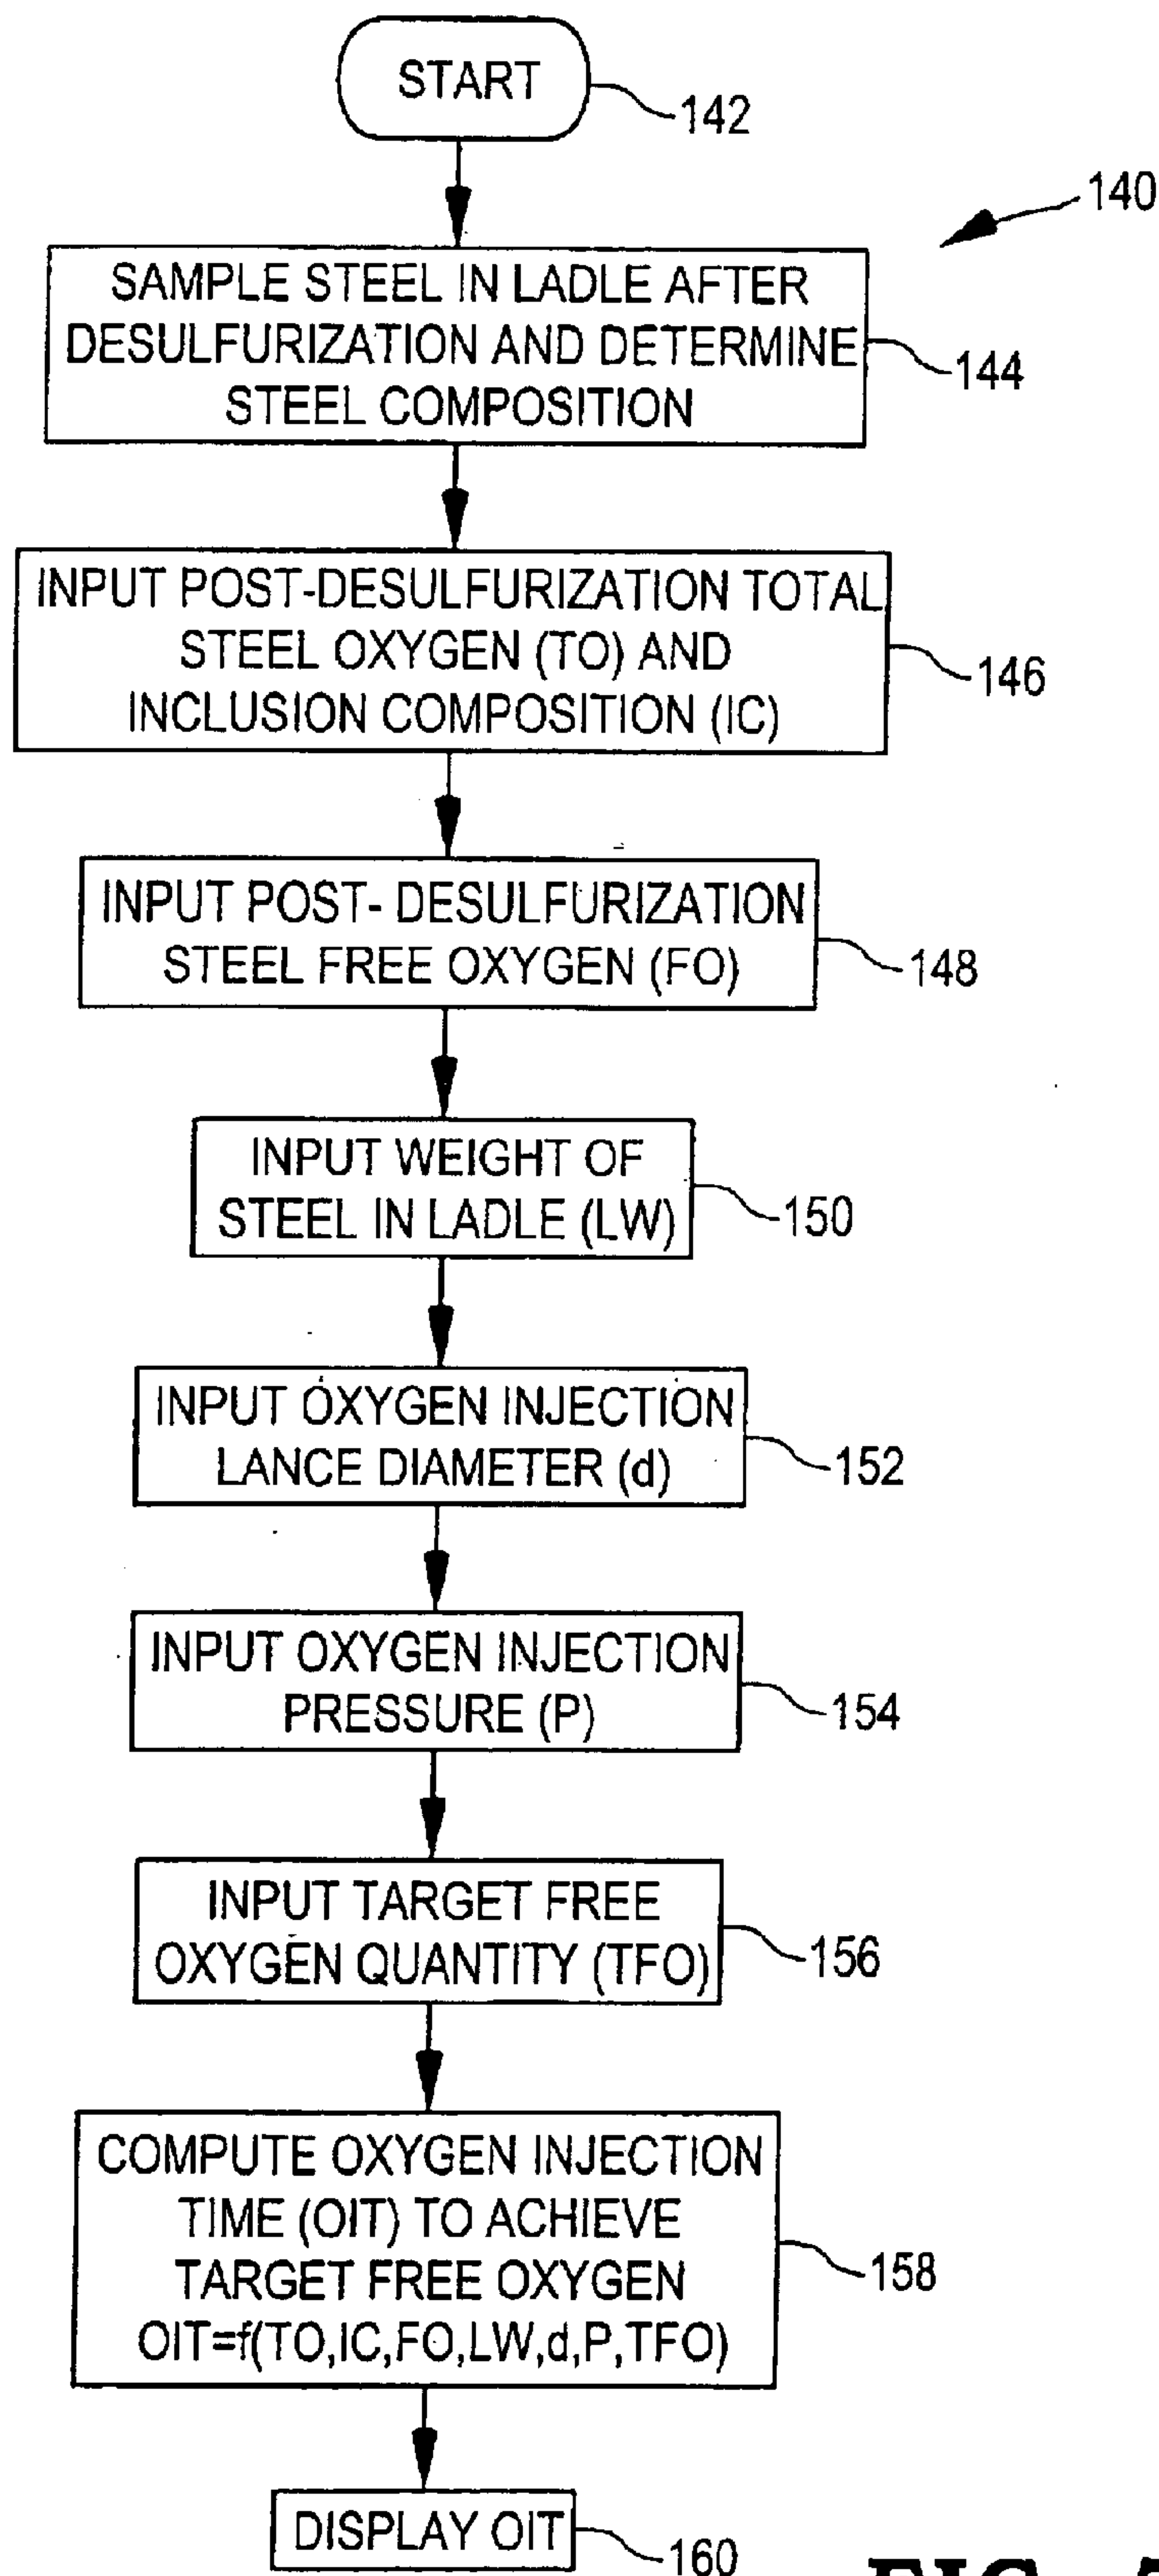 START
142
140
SAMPLE STEEL IN LADLE AFTER
DESULFURIZATION AND DETERMINE
STEEL COMPOSITION
144
INPUT POST-DESULFURIZATION TOTAL
STEEL OXYGEN (TO) AND
INCLUSION COMPOSITION (IC)
146
INPUT POST- DESULFURIZATION
STEEL FREE OXYGEN (FO)
148
INPUT WEIGHT OF
STEEL IN LADLE (LW)
150
INPUT OXYGEN INJECTION
LANCE DIAMETER (d)
152
INPUT OXYGEN INJECTION
PRESSURE (P)
154
INPUT TARGET FREE
OXYGEN QUANTITY (TFO)
156
COMPUTE OXYGEN INJECTION
TIME (OIT) TO ACHIEVE
TARGET FREE OXYGEN
OIT=f(TO,IC,FO,LW,d,P,TFO)
158
DISPLAY OIT
160
FIG.